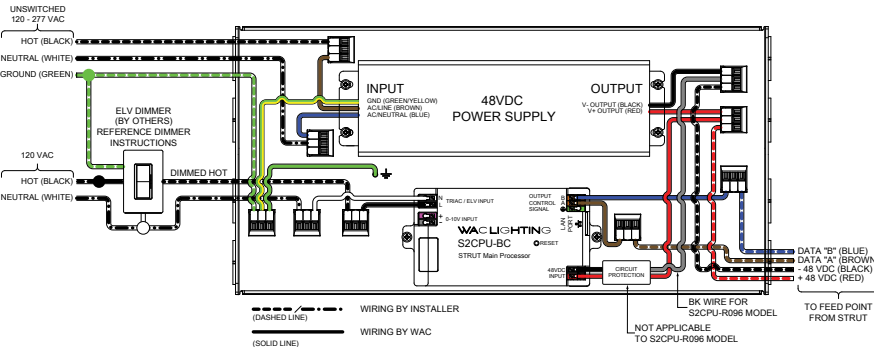 UNSWITCHED
120 - 277 VAC
HOT (BLACK)
NEUTRAL (WHITE)
GROUND (GREEN)
ELV DIMMER
(BY OTHERS)
REFERENCE DIMMER
INSTRUCTIONS
120 VAC
HOT (BLACK)
NEUTRAL (WHITE)
DIMMED HOT
INPUT
GND (GREEN/YELLOW)
AC/LINE (BROWN)
AC/NEUTRAL (BLUE)
48VDC
POWER SUPPLY
OUTPUT
V- OUTPUT (BLACK)
V+ OUTPUT (RED)
N
L
TRIAC / ELV INPUT
+
-
0-10V INPUT
OUTPUT
CONTROL
SIGNAL
B
A
LAN
PORT
WAC LIGHTING
S2CPU-BC
STRUT Main Processor
RESET
48VDC
INPUT
CIRCUIT
PROTECTION
DATA "B" (BLUE)
DATA "A" (BROWN
- 48 VDC (BLACK)
+ 48 VDC (RED)
TO FEED POINT
FROM STRUT
BK WIRE FOR
S2CPU-R096 MODEL
NOT APPLICABLE
TO S2CPU-R096 MODEL
WIRING BY INSTALLER
(DASHED LINE)
WIRING BY WAC
(SOLID LINE)